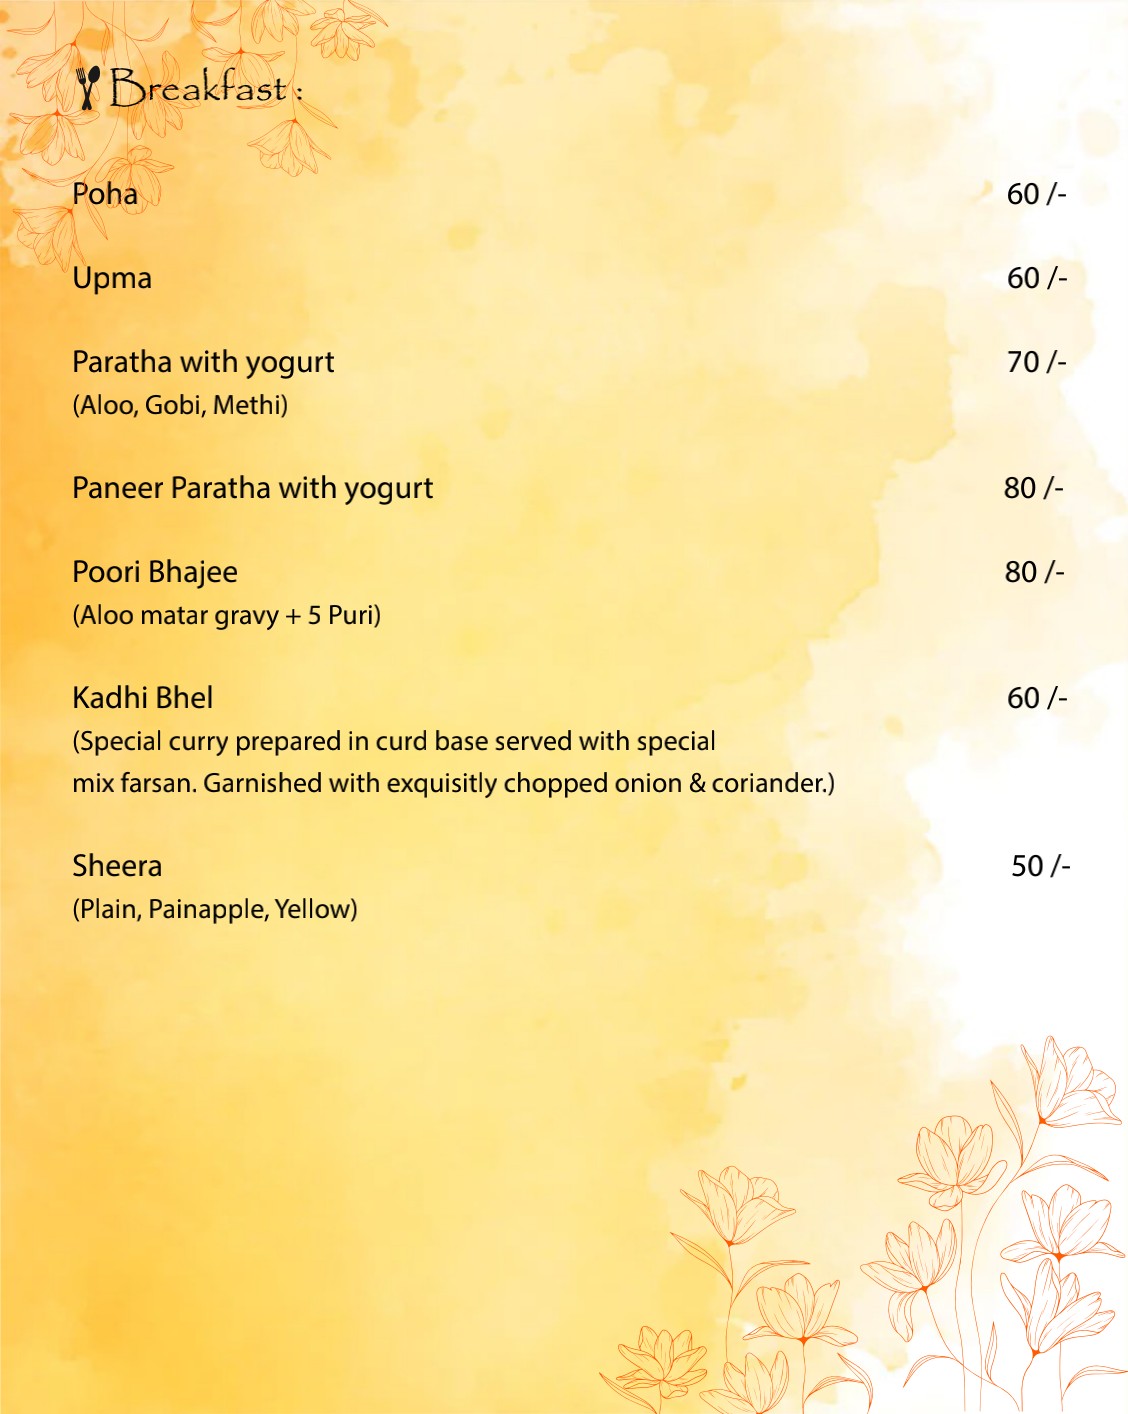 Breakfast :
Poha 60 /-
Upma 60 /-
Paratha with yogurt 70 /-
(Aloo, Gobi, Methi)
Paneer Paratha with yogurt 80 /-
Poori Bhajee 80 /-
(Aloo matar gravy + 5 Puri)
Kadhi Bhel 60 /-
(Special curry prepared in curd base served with special
mix farsan. Garnished with exquisitly chopped onion & coriander.)
Sheera 50 /-
(Plain, Painapple, Yellow)